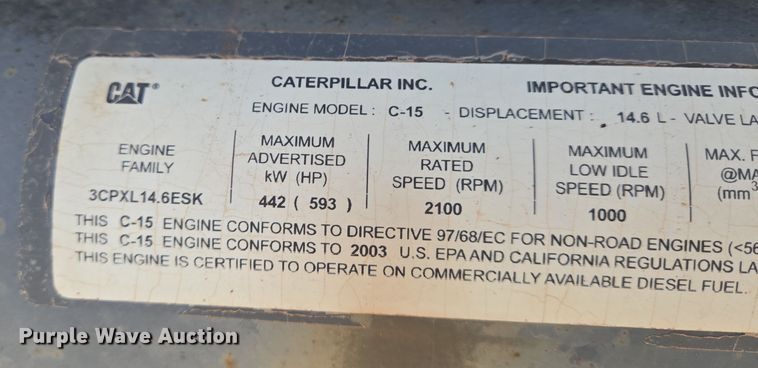 CAT®
CATERPILLAR INC. IMPORTANT ENGINE
ENGINE MODEL : C-15 - DISPLACEMENT : 14.6 L - VALVE
ENGINE FAMILY
3CPXL14.6ESK
MAXIMUM ADVERTISED kW (HP)
442 ( 593 )
MAXIMUM RATED SPEED (RPM)
2100
MAXIMUM LOW IDLE SPEED (RPM)
1000
MAX.
(mm³
THIS C-15 ENGINE CONFORMS TO DIRECTIVE 97/68/EC FOR NON-ROAD ENGINES (<56
THIS C-15 ENGINE CONFORMS TO 2003 U.S. EPA AND CALIFORNIA REGULATIONS
THIS ENGINE IS CERTIFIED TO OPERATE ON COMMERCIALLY AVAILABLE DIESEL FUEL.
Purple Wave Auction